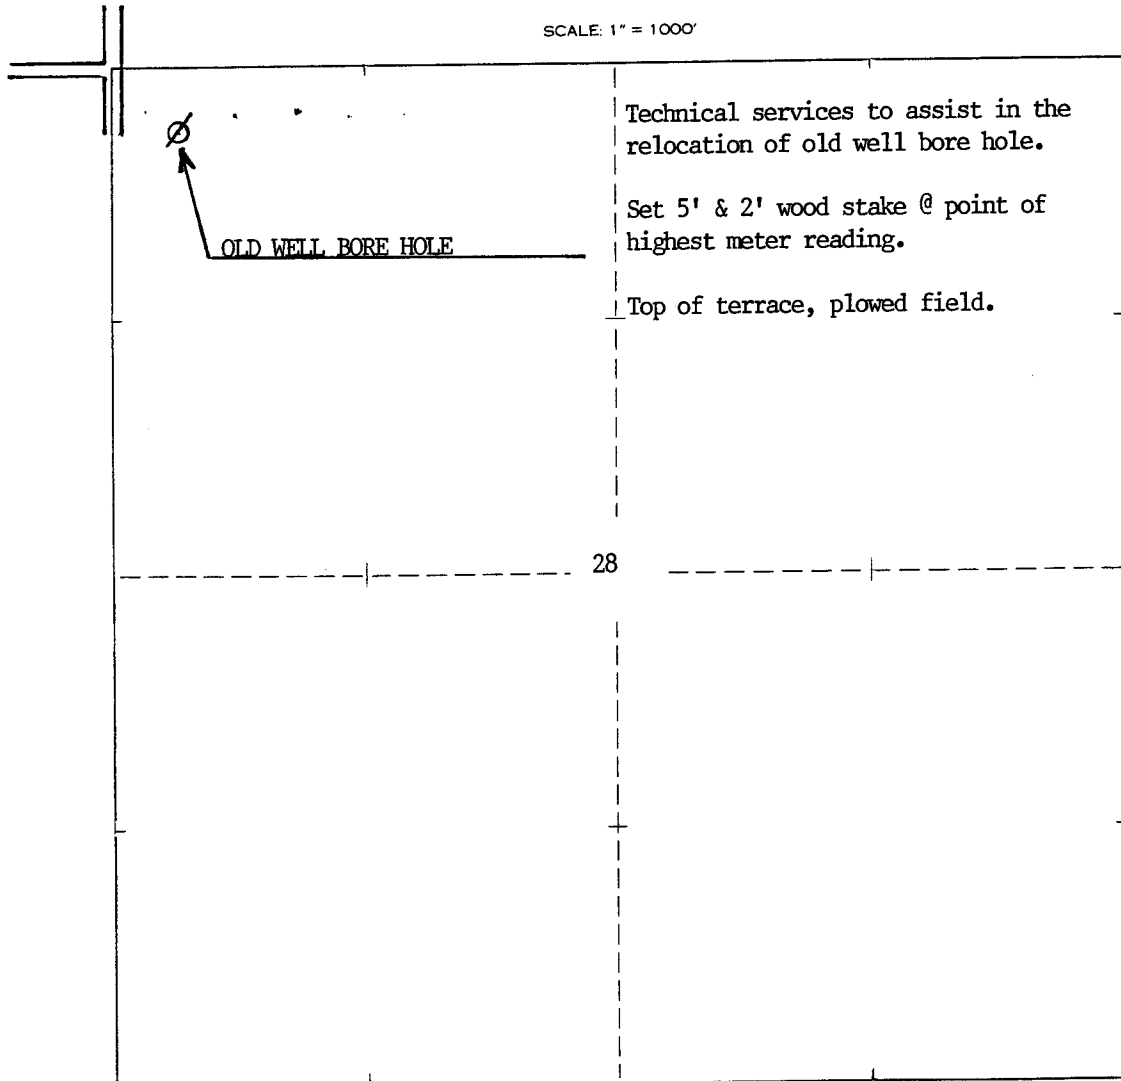 SCALE: 1" = 1000'
Technical services to assist in the
relocation of old well bore hole.
Set 5' & 2' wood stake @ point of
highest meter reading.
OLD WELL BORE HOLE
Top of terrace, plowed field.
28